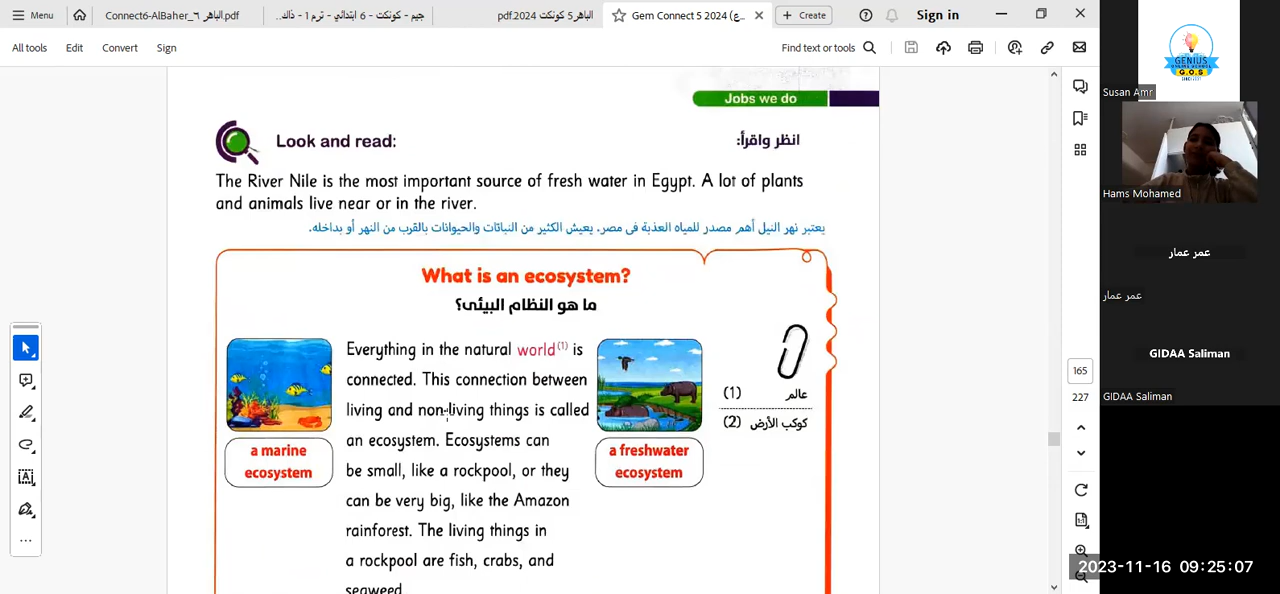 Menu
Connect6-AlBaher_الباهر ٦.pdf
جيم - كونكت - 6 ابتدائي - ترم 1 - ذاك...
الباهر5 كونكت 2024.pdf
Gem Connect 5 2024 (ع...
Create
Sign in
All tools
Edit
Convert
Sign
Find text or tools
Jobs we do
Look and read:
انظر واقرأ:
The River Nile is the most important source of fresh water in Egypt. A lot of plants
and animals live near or in the river.
يعتبر نهر النيل أهم مصدر للمياه العذبة فى مصر، يعيش الكثير من النباتات والحيوانات بالقرب من النهر أو بداخله.
What is an ecosystem?
ما هو النظام البيئى؟
Everything in the natural world(1) is
connected. This connection between
living and non-living things is called
an ecosystem. Ecosystems can
be small, like a rockpool, or they
can be very big, like the Amazon
rainforest. The living things in
a rockpool are fish, crabs, and
seaweed
a marine
ecosystem
a freshwater
ecosystem
(1) عالم
(2) كوكب الأرض
165
227
GENIUS
G.O.S
Susan Amr
Hams Mohamed
عمر عمار
عمر عمار
GIDAA Saliman
GIDAA Saliman
2023-11-16 09:25:07